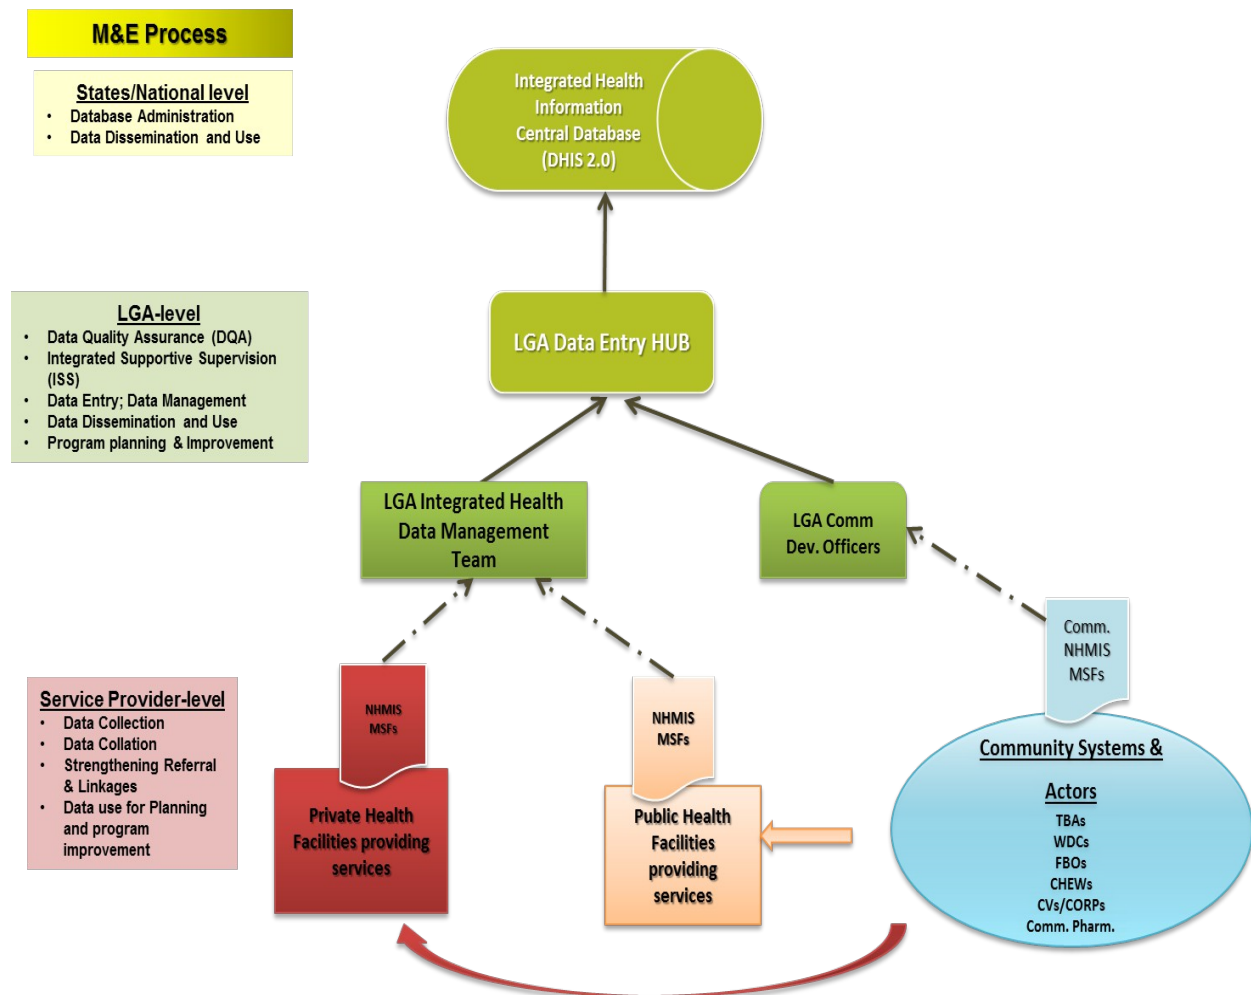 M&E Process
States/National level
• Database Administration
• Data Dissemination and Use
Integrated Health
Information
Central Database
(DHIS 2.0)
LGA-level
• Data Quality Assurance (DQA)
• Integrated Supportive Supervision
(ISS)
• Data Entry; Data Management
• Data Dissemination and Use
• Program planning & Improvement
LGA Data Entry HUB
LGA Integrated Health
Data Management
Team
LGA Comm
Dev. Officers
Comm.
NHMIS
MSFs
Service Provider-level
• Data Collection
• Data Collation
• Strengthening Referral
& Linkages
• Data use for Planning
and program
improvement
NHMIS
MSFs
Private Health
Facilities providing
services
NHMIS
MSFs
Public Health
Facilities
providing
services
Community Systems &
Actors
TBAs
WDCs
FBOs
CHEWs
CVs/CORPs
Comm. Pharm.